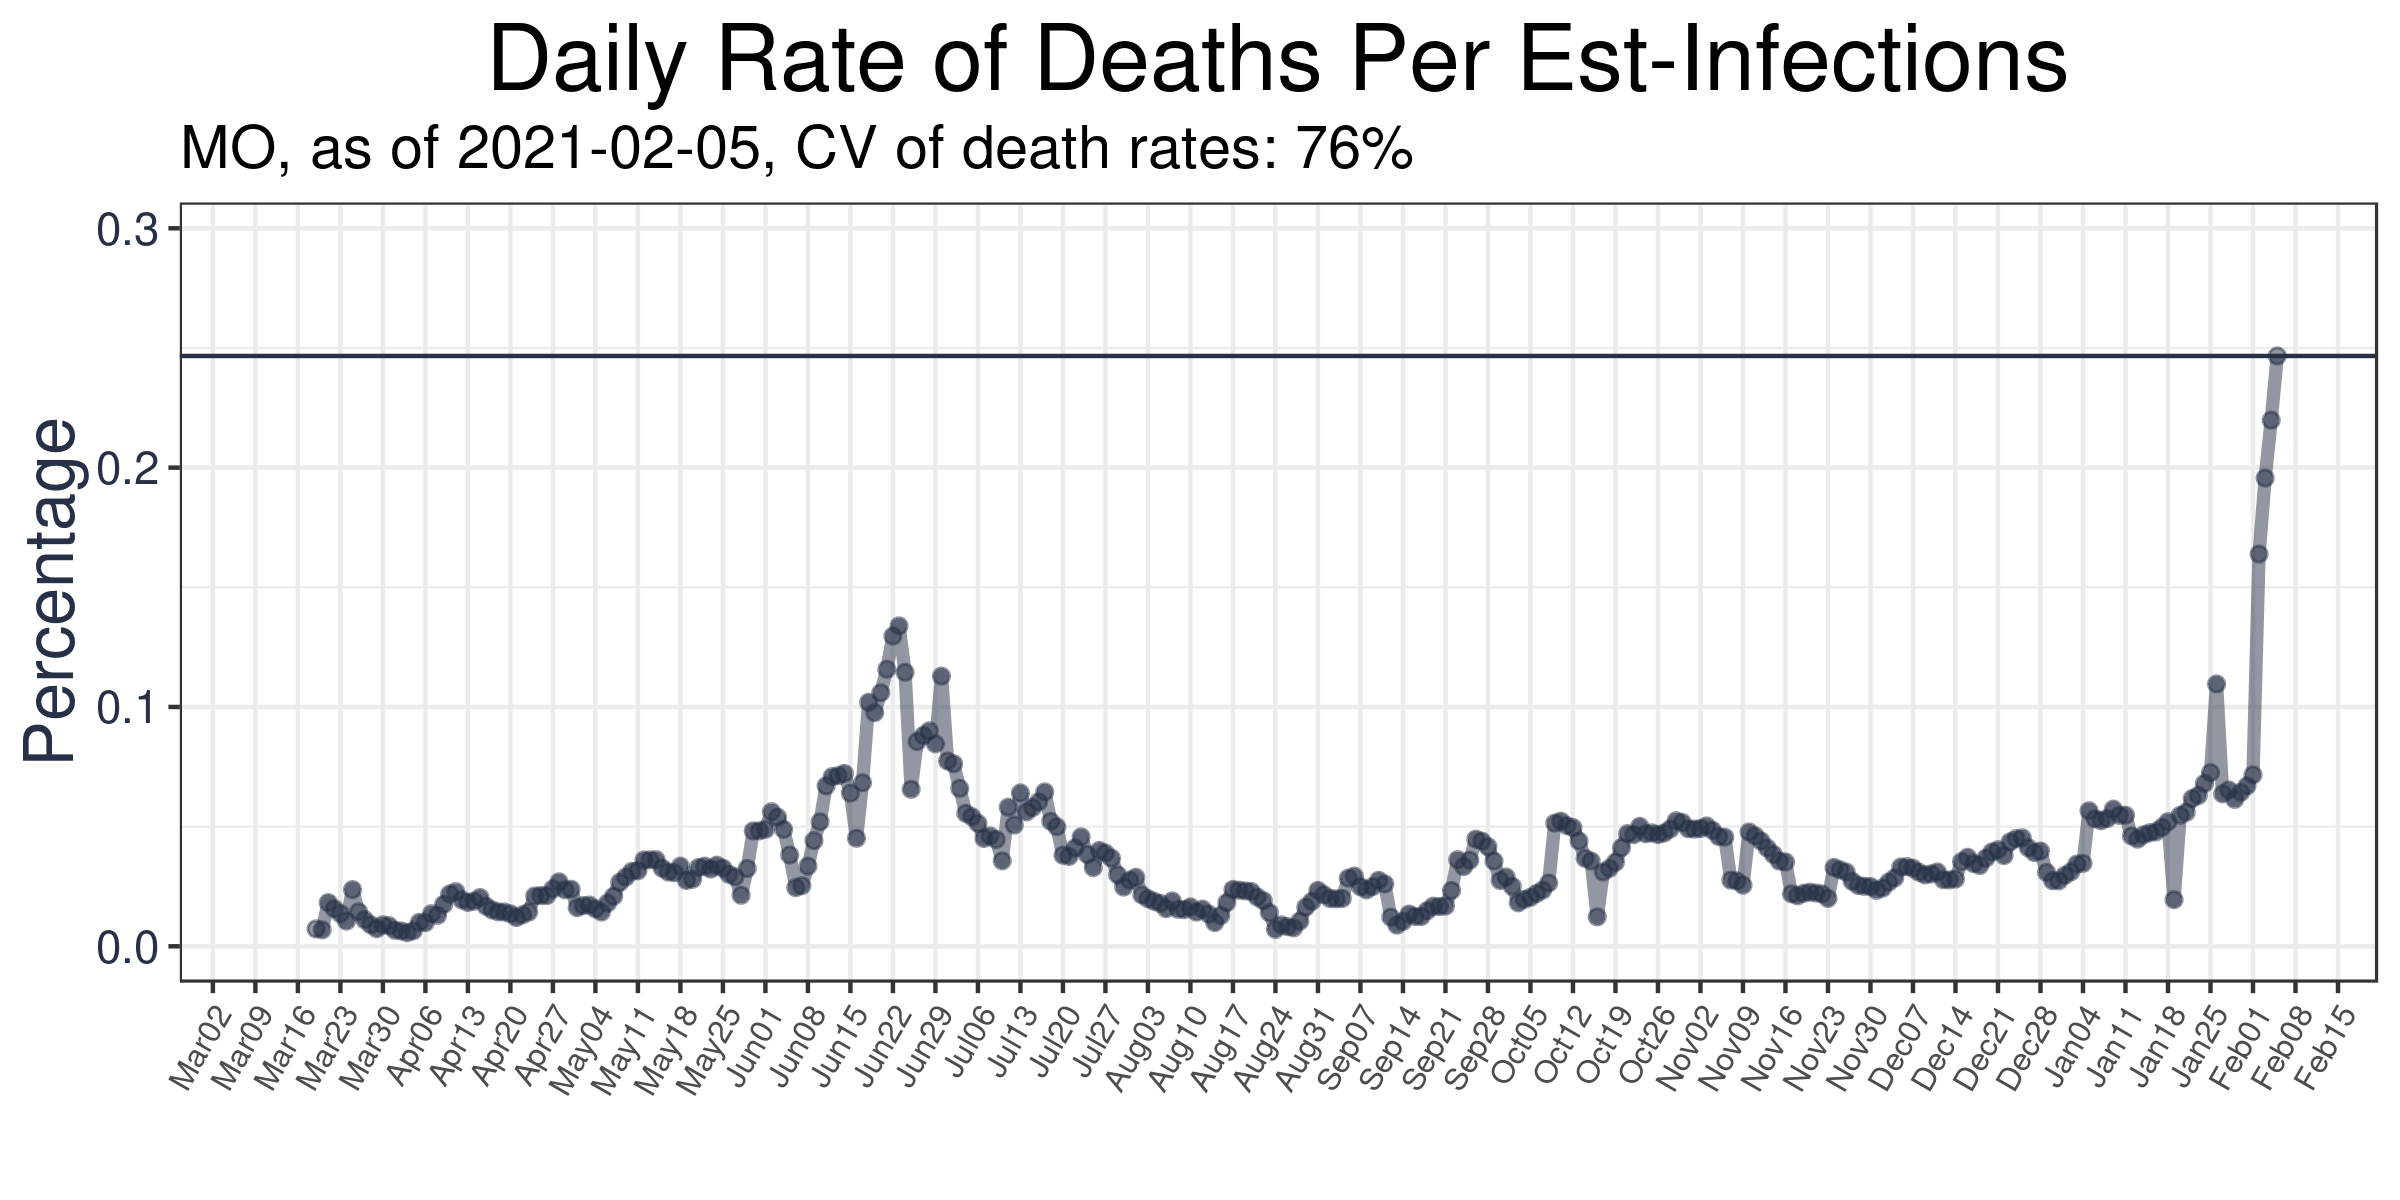 Daily Rate of Deaths Per Est-Infections
MO, as of 2021-02-05, CV of death rates: 76%
Percentage
0.3
0.2
0.1
0.0
Mar02
Mar09
Mar16
Mar23
Mar30
Apr06
Apr13
Apr20
Apr27
May04
May11
May18
May25
Jun01
Jun08
Jun15
Jun22
Jun29
Jul06
Jul13
Jul20
Jul27
Aug03
Aug10
Aug17
Aug24
Aug31
Sep07
Sep14
Sep21
Sep28
Oct05
Oct12
Oct19
Oct26
Nov02
Nov09
Nov16
Nov23
Nov30
Dec07
Dec14
Dec21
Dec28
Jan04
Jan11
Jan18
Jan25
Feb01
Feb08
Feb15